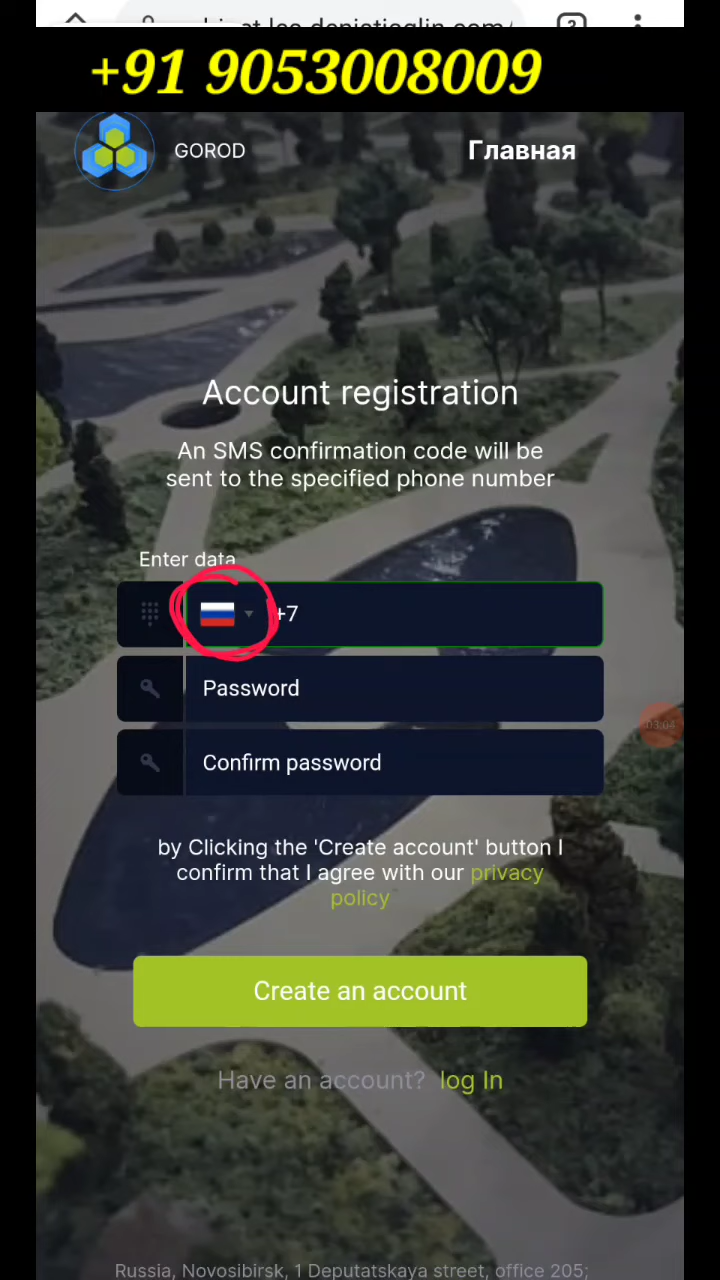 +91 9053008009
GOROD
Главная
Account registration
An SMS confirmation code will be
sent to the specified phone number
Enter data
+7
Password
Confirm password
03:04
by Clicking the 'Create account' button I
confirm that I agree with our privacy
policy
Create an account
Have an account? log In
Russia, Novosibirsk, 1 Deputatskaya street, office 205;